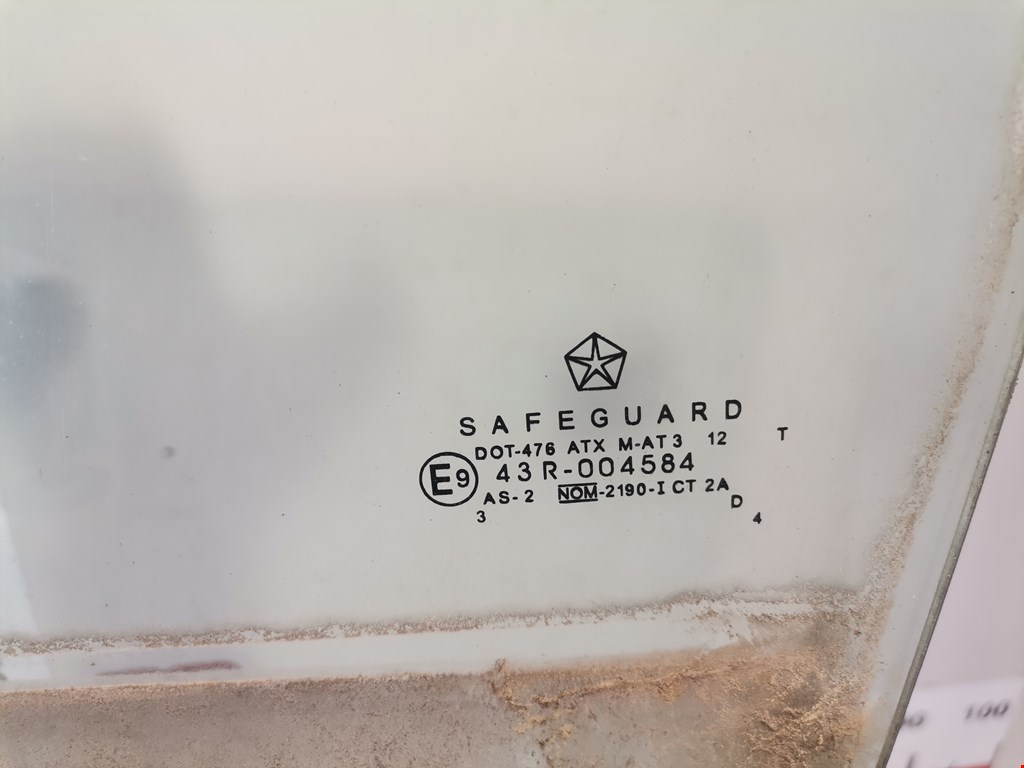 SAFEGUARD
DOT-476 ATX M-AT3 12 T
E9 43R-004584
AS-2 NOM-2190-I CT 2A
3 D 4
100